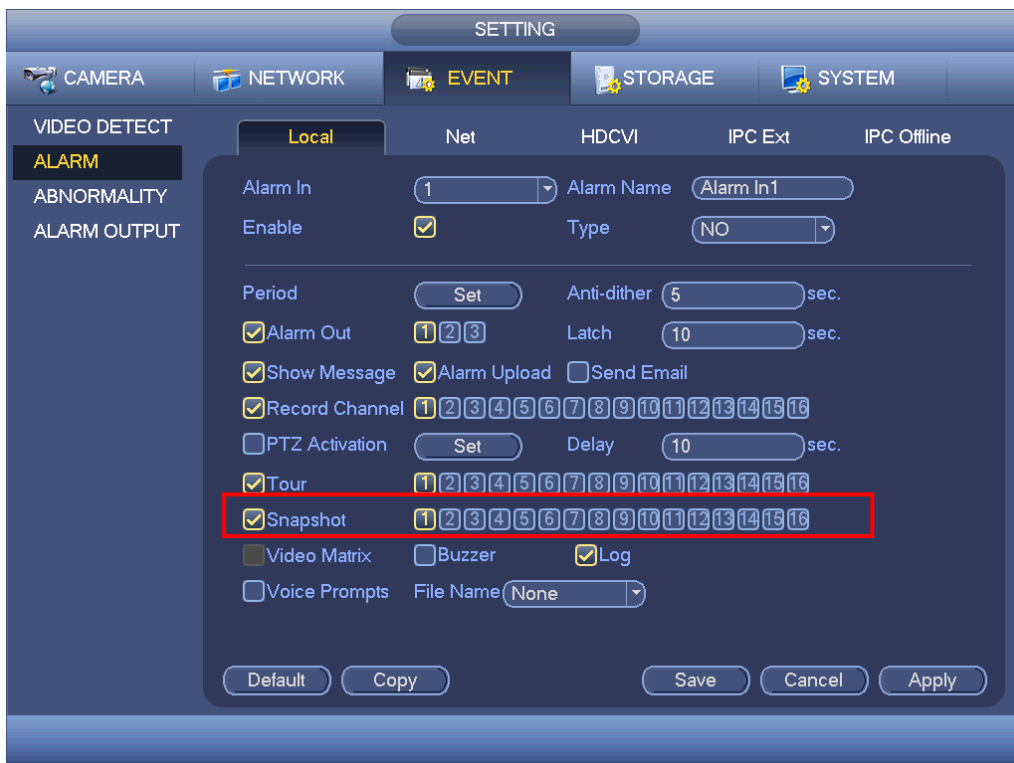 SETTING
CAMERA NETWORK EVENT STORAGE SYSTEM
VIDEO DETECT
ALARM
ABNORMALITY
ALARM OUTPUT
Local Net HDCVI IPC Ext IPC Offline
Alarm In 1 Alarm Name Alarm In1
Enable Type NO
Period Set Anti-dither 5 sec.
Alarm Out 1 2 3 Latch 10 sec.
Show Message Alarm Upload Send Email
Record Channel 1 2 3 4 5 6 7 8 9 10 11 12 13 14 15 16
PTZ Activation Set Delay 10 sec.
Tour 1 2 3 4 5 6 7 8 9 10 11 12 13 14 15 16
Snapshot 1 2 3 4 5 6 7 8 9 10 11 12 13 14 15 16
Video Matrix Buzzer Log
Voice Prompts File Name None
Default Copy Save Cancel Apply